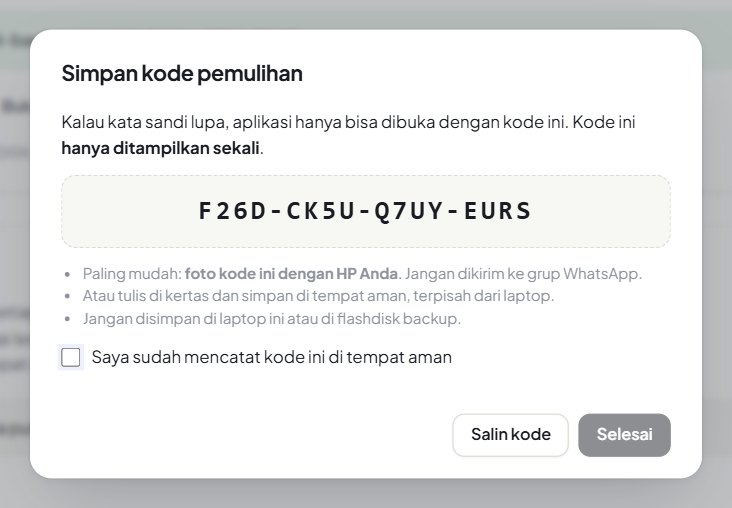 Simpan kode pemulihan
Kalau kata sandi lupa, aplikasi hanya bisa dibuka dengan kode ini. Kode ini
hanya ditampilkan sekali.
F26D-CK5U-Q7UY-EURS
• Paling mudah: foto kode ini dengan HP Anda. Jangan dikirim ke grup WhatsApp.
• Atau tulis di kertas dan simpan di tempat aman, terpisah dari laptop.
• Jangan disimpan di laptop ini atau di flashdisk backup.
Saya sudah mencatat kode ini di tempat aman
Salin kode
Selesai